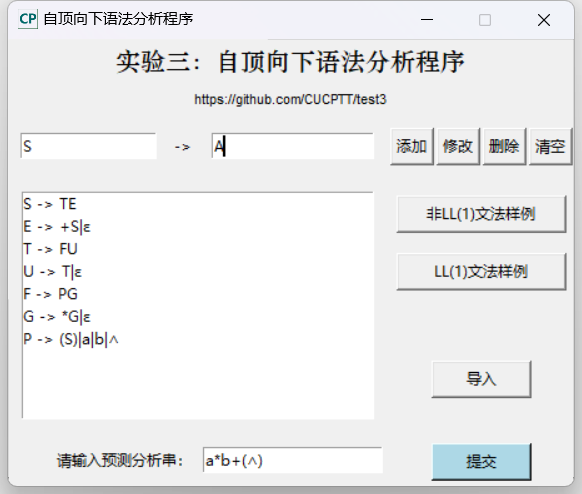 CP 自顶向下语法分析程序
实验三：自顶向下语法分析程序
https://github.com/CUCPTT/test3
S -> A 添加 修改 删除 清空
S -> TE
E -> +S|ε
T -> FU
U -> T|ε
F -> PG
G -> *G|ε
P -> (S)|a|b|∧
非LL(1)文法样例
LL(1)文法样例
导入
请输入预测分析串： a*b+(∧) 提交